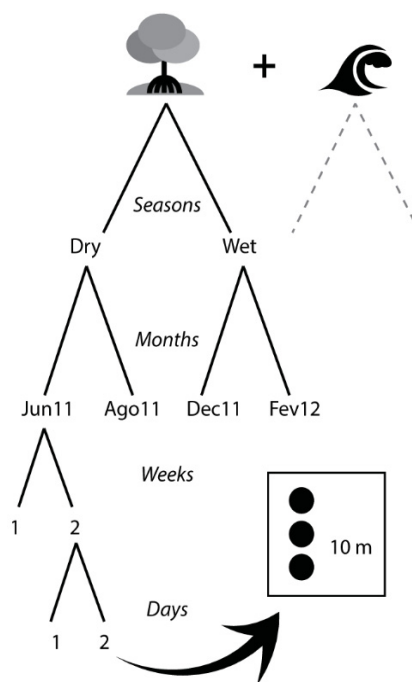 +
Seasons
Dry Wet
Months
Jun11 Ago11 Dec11 Fev12
Weeks
1 2
10 m
Days
1 2